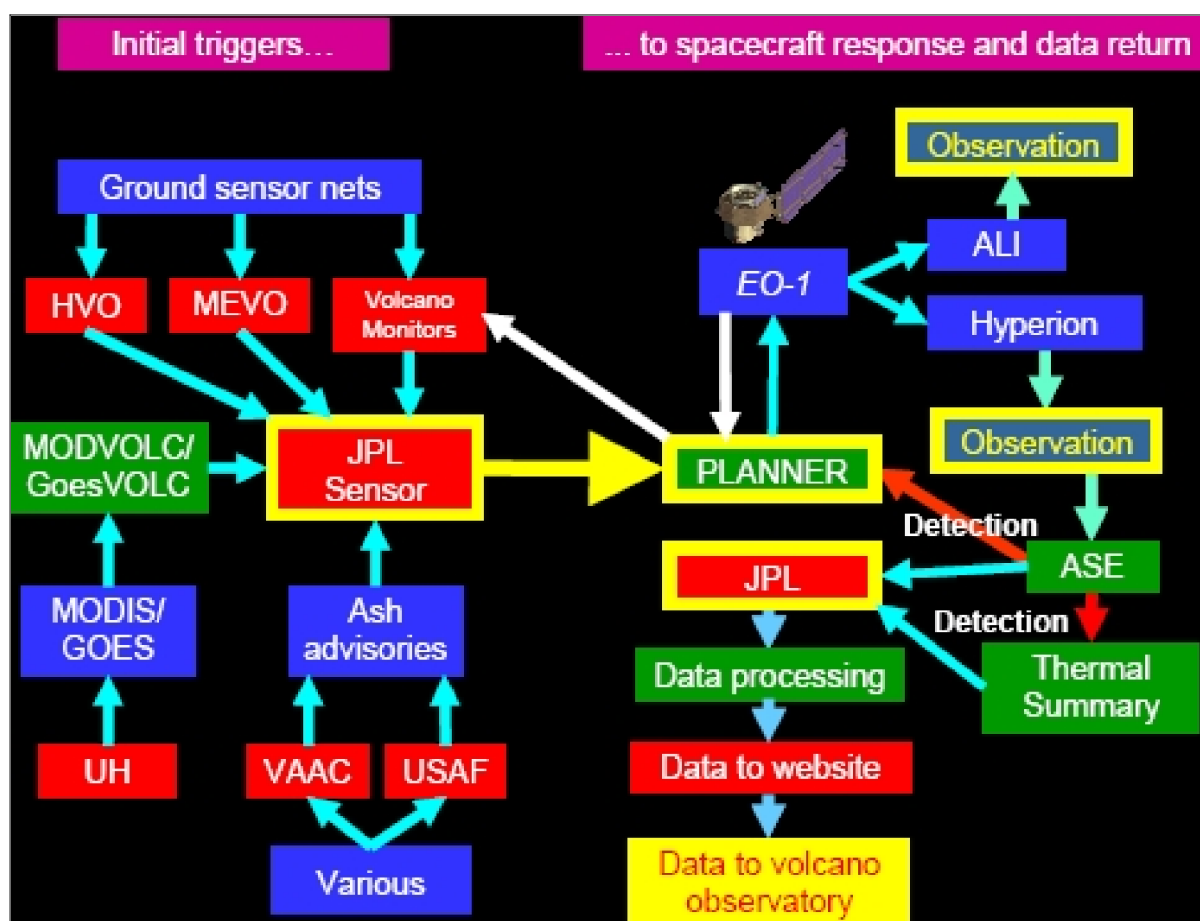 Initial triggers…
... to spacecraft response and data return
Ground sensor nets
HVO
MEVO
Volcano
Monitors
MODVOLC/
GoesVOLC
JPL
Sensor
MODIS/
GOES
Ash
advisories
UH
VAAC
USAF
Various
Observation
ALI
EO-1
Hyperion
Observation
PLANNER
Detection
ASE
JPL
Detection
Thermal
Summary
Data processing
Data to website
Data to volcano
observatory